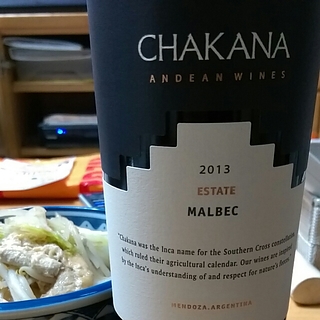 CHAKANA
ANDEAN WINES
2013
ESTATE
MALBEC
"Chakana was the Inca name for the Southern Cross constellation
which ruled their agricultural calendar. Our wines are inspired
by the Inca's understanding of and respect for nature's
MENDOZA, ARGENTINA